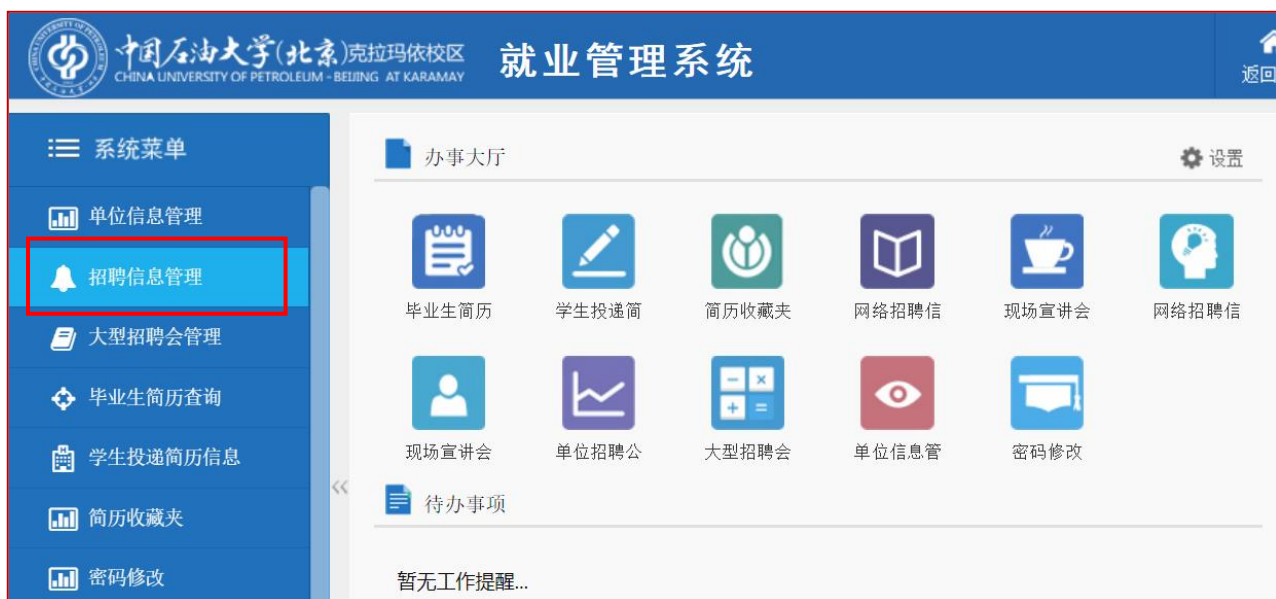 中国石油大学(北京)克拉玛依校区
CHINA UNIVERSITY OF PETROLEUM - BEIJING AT KARAMAY
就业管理系统
返回
系统菜单
单位信息管理
招聘信息管理
大型招聘会管理
毕业生简历查询
学生投递简历信息
简历收藏夹
密码修改
办事大厅
设置
毕业生简历 学生投递简 简历收藏夹 网络招聘信 现场宣讲会 网络招聘信
现场宣讲会 单位招聘公 大型招聘会 单位信息管 密码修改
<<
待办事项
暂无工作提醒...